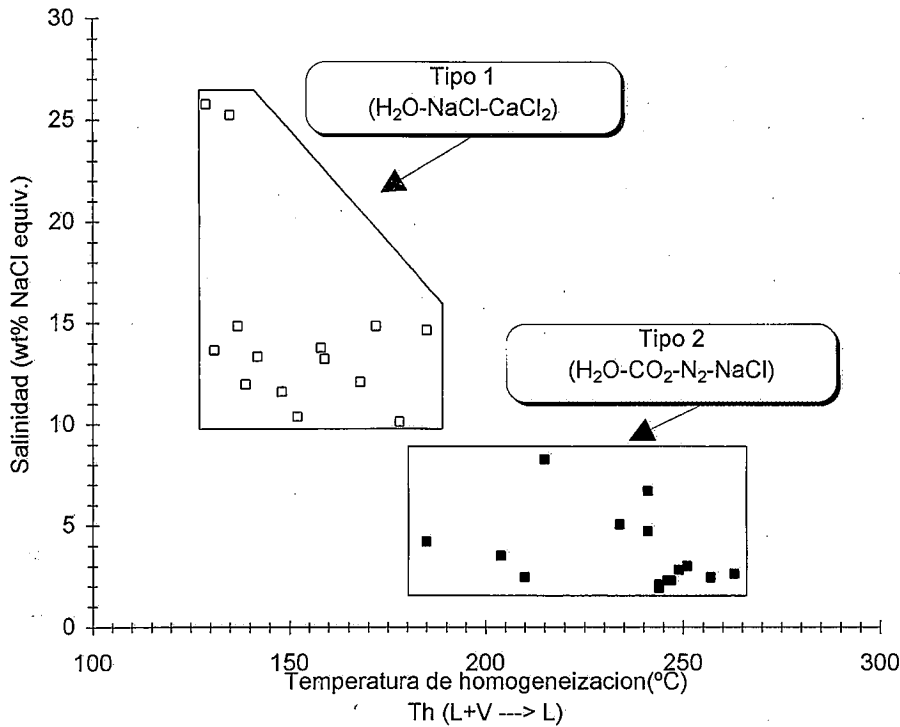 30
25
20
15
10
5
0
Salinidad (wt% NaCl equiv.)
Tipo 1
(H₂O-NaCl-CaCl₂)
Tipo 2
(H₂O-CO₂-N₂-NaCl)
100 150 200 250 300
Temperatura de homogeneizacion(ºC)
Th (L+V ---> L)